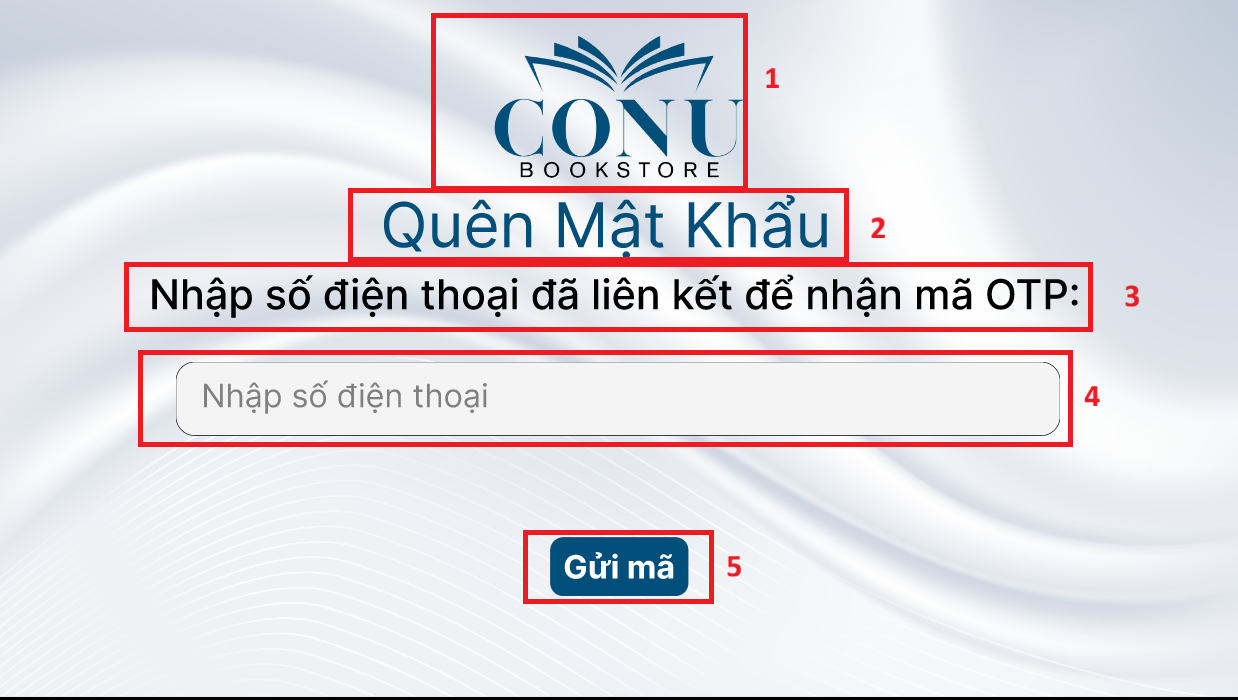 CONU
BOOKSTORE
1
Quên Mật Khẩu
2
Nhập số điện thoại đã liên kết để nhận mã OTP:
3
Nhập số điện thoại
4
Gửi mã
5